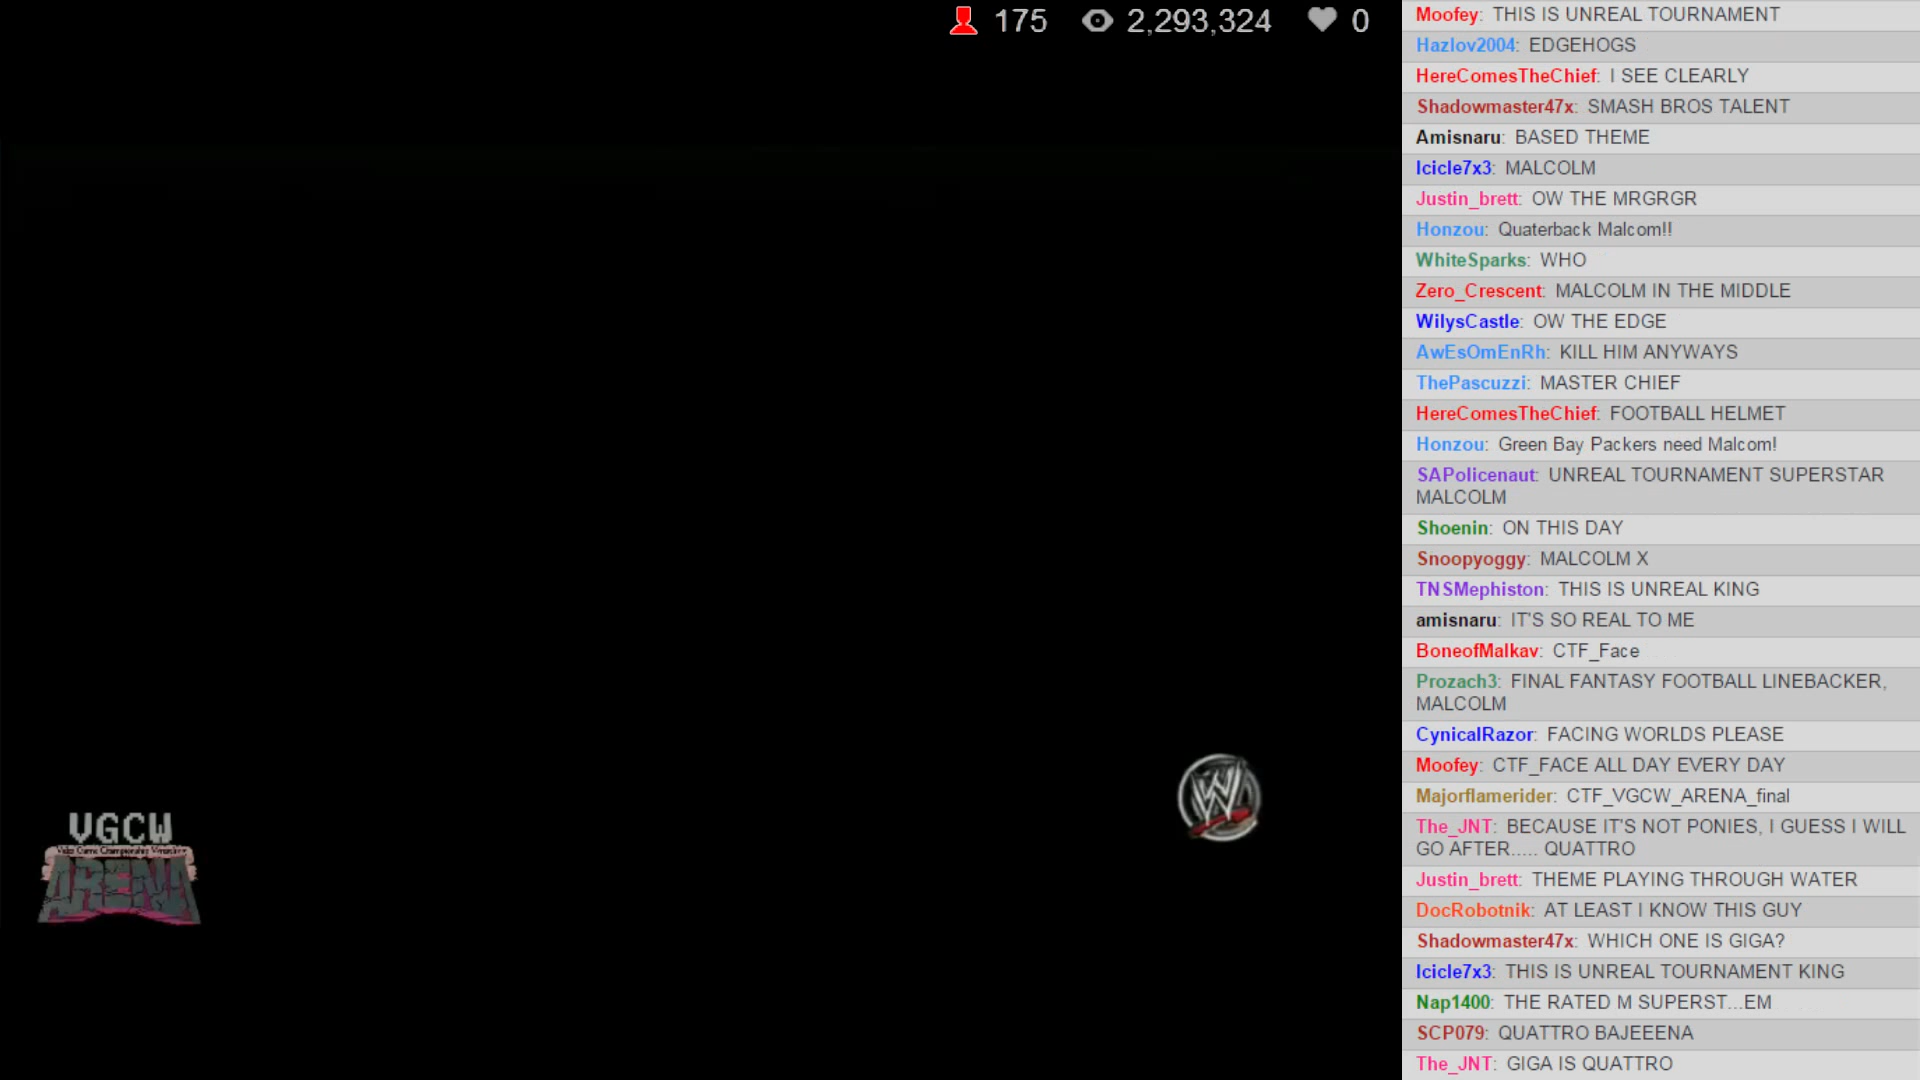 175 2,293,324 0
VGCW
Video Game Championship Wrestling
ARENA
W
Moofey: THIS IS UNREAL TOURNAMENT
Hazlov2004: EDGEHOGS
HereComesTheChief: I SEE CLEARLY
Shadowmaster47x: SMASH BROS TALENT
Amisnaru: BASED THEME
Icicle7x3: MALCOLM
Justin_brett: OW THE MRGRGR
Honzou: Quaterback Malcom!!
WhiteSparks: WHO
Zero_Crescent: MALCOLM IN THE MIDDLE
WilysCastle: OW THE EDGE
AwEsOmEnRh: KILL HIM ANYWAYS
ThePascuzzi: MASTER CHIEF
HereComesTheChief: FOOTBALL HELMET
Honzou: Green Bay Packers need Malcom!
SAPolicenaut: UNREAL TOURNAMENT SUPERSTAR
MALCOLM
Shoenin: ON THIS DAY
Snoopyoggy: MALCOLM X
TNSMephiston: THIS IS UNREAL KING
amisnaru: IT'S SO REAL TO ME
BoneofMalkav: CTF_Face
Prozach3: FINAL FANTASY FOOTBALL LINEBACKER,
MALCOLM
CynicalRazor: FACING WORLDS PLEASE
Moofey: CTF_FACE ALL DAY EVERY DAY
Majorflamerider: CTF_VGCW_ARENA_final
The_JNT: BECAUSE IT'S NOT PONIES, I GUESS I WILL
GO AFTER..... QUATTRO
Justin_brett: THEME PLAYING THROUGH WATER
DocRobotnik: AT LEAST I KNOW THIS GUY
Shadowmaster47x: WHICH ONE IS GIGA?
Icicle7x3: THIS IS UNREAL TOURNAMENT KING
Nap1400: THE RATED M SUPERST...EM
SCP079: QUATTRO BAJEEENA
The_JNT: GIGA IS QUATTRO